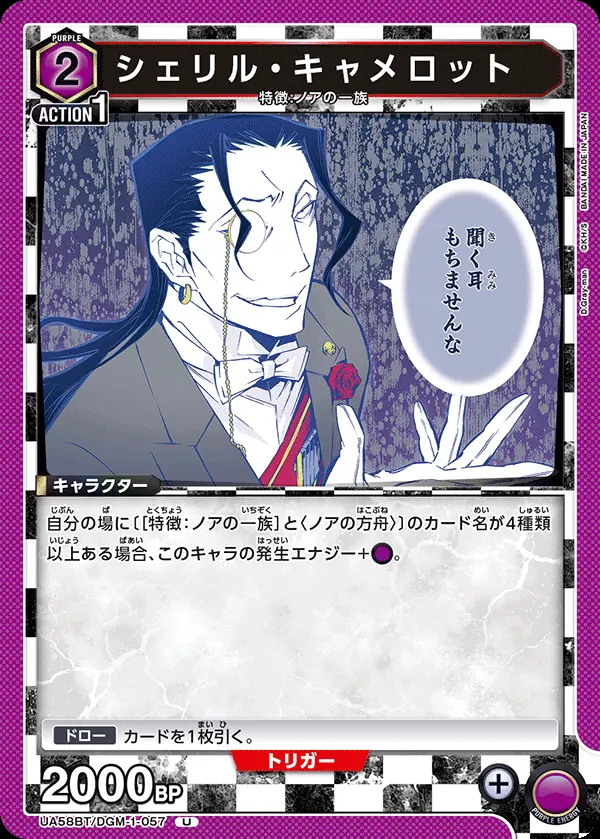 PURPLE
2
シェリル・キャメロット
ACTION1
特徴:ノアの一族
聞く耳
もちませんな
D.Gray-man ©KH/S BANDAI MADE IN JAPAN
キャラクター
自分の場に〔[特徴:ノアの一族]と〈ノアの方舟〉〕のカード名が4種類
以上ある場合、このキャラの発生エナジー+。
ドロー カードを1枚引く。
トリガー
2000BP
+
PURPLE ENERGY
UA58BT/DGM-1-057 U